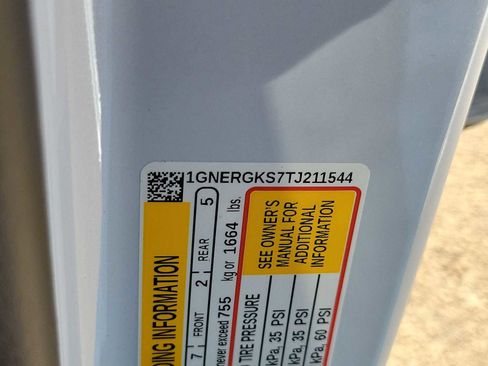 1GNERGKS7TJ211544
DING INFORMATION
7 FRONT 2 REAR 5
never exceed 755 kg or 1664 lbs.
TIRE PRESSURE
SEE OWNER'S
MANUAL FOR
ADDITIONAL
INFORMATION
kPa, 35 PSI
kPa, 35 PSI
kPa, 60 PSI